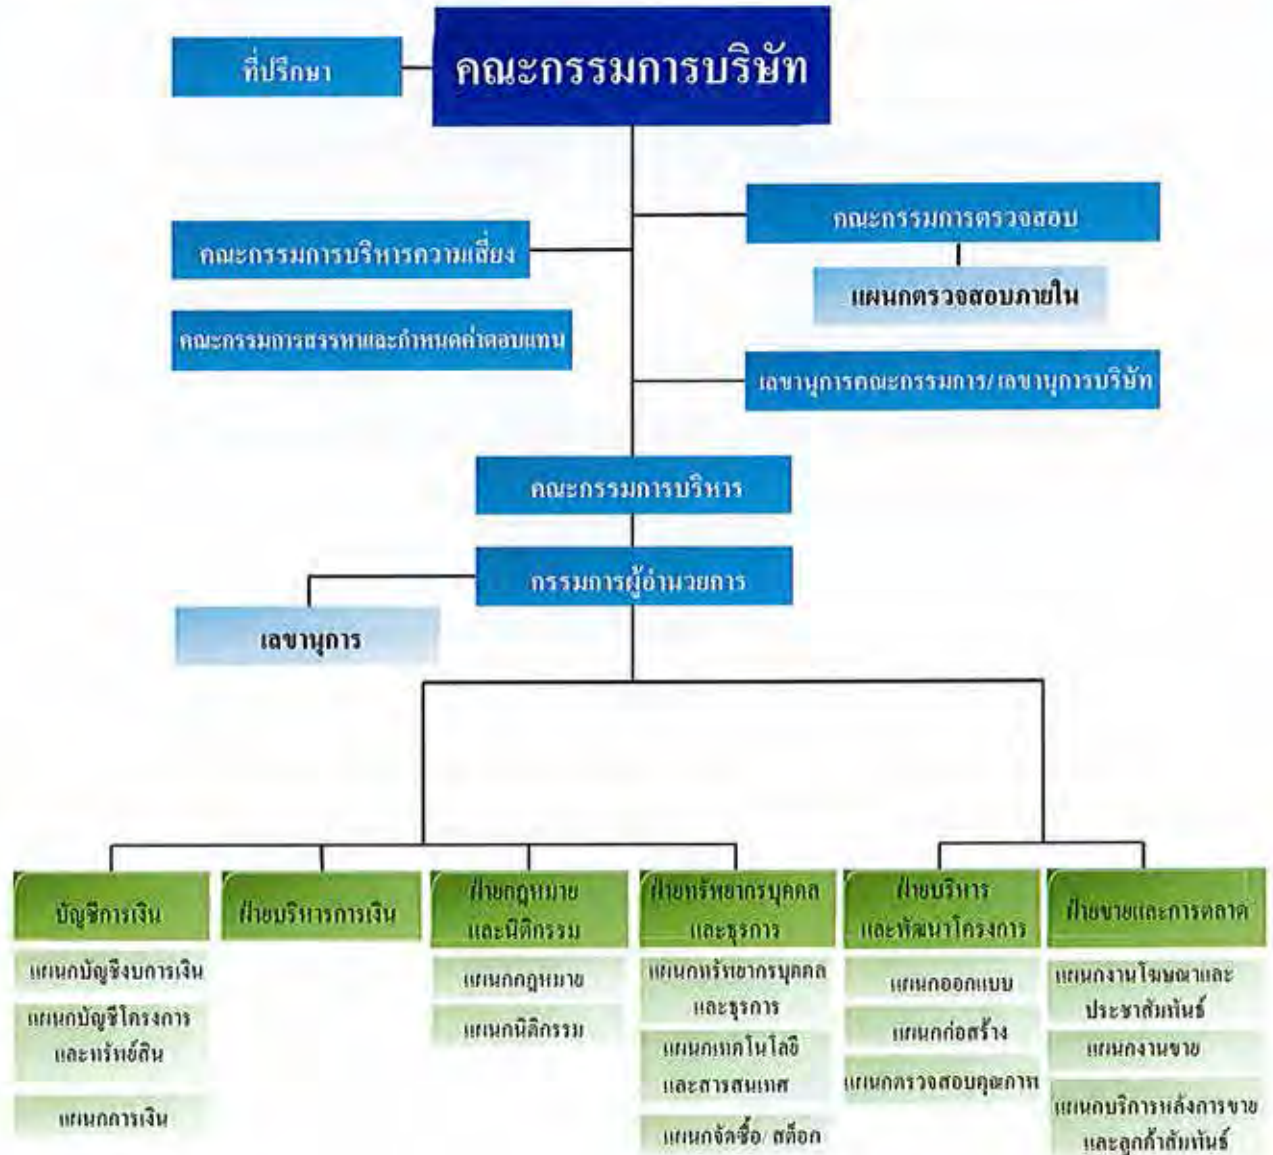 คณะกรรมการบริษัท
ที่ปรึกษา
คณะกรรมการตรวจสอบ
คณะกรรมการบริหารความเสี่ยง
แผนกตรวจสอบภายใน
คณะกรรมการสรรหาและกำหนดค่าตอบแทน
เลขานุการคณะกรรมการ/เลขานุการบริษัท
คณะกรรมการบริหาร
กรรมการผู้อำนวยการ
เลขานุการ
บัญชีการเงิน
แผนกบัญชีงบการเงิน
แผนกบัญชีโครงการ
และทรัพย์สิน
แผนกการเงิน
ฝ่ายบริหารการเงิน
ฝ่ายกฎหมาย
และนิติกรรม
แผนกกฎหมาย
แผนกนิติกรรม
ฝ่ายทรัพยากรบุคคล
และธุรการ
แผนกทรัพยากรบุคคล
และธุรการ
แผนกเทคโนโลยี
และสารสนเทศ
แผนกจัดซื้อ/ สต็อก
ฝ่ายบริหาร
และพัฒนาโครงการ
แผนกออกแบบ
แผนกก่อสร้าง
แผนกตรวจสอบคุณภาพ
ฝ่ายขายและการตลาด
แผนกงานโฆษณาและ
ประชาสัมพันธ์
แผนกงานขาย
แผนกบริการหลังการขาย
และลูกค้าสัมพันธ์